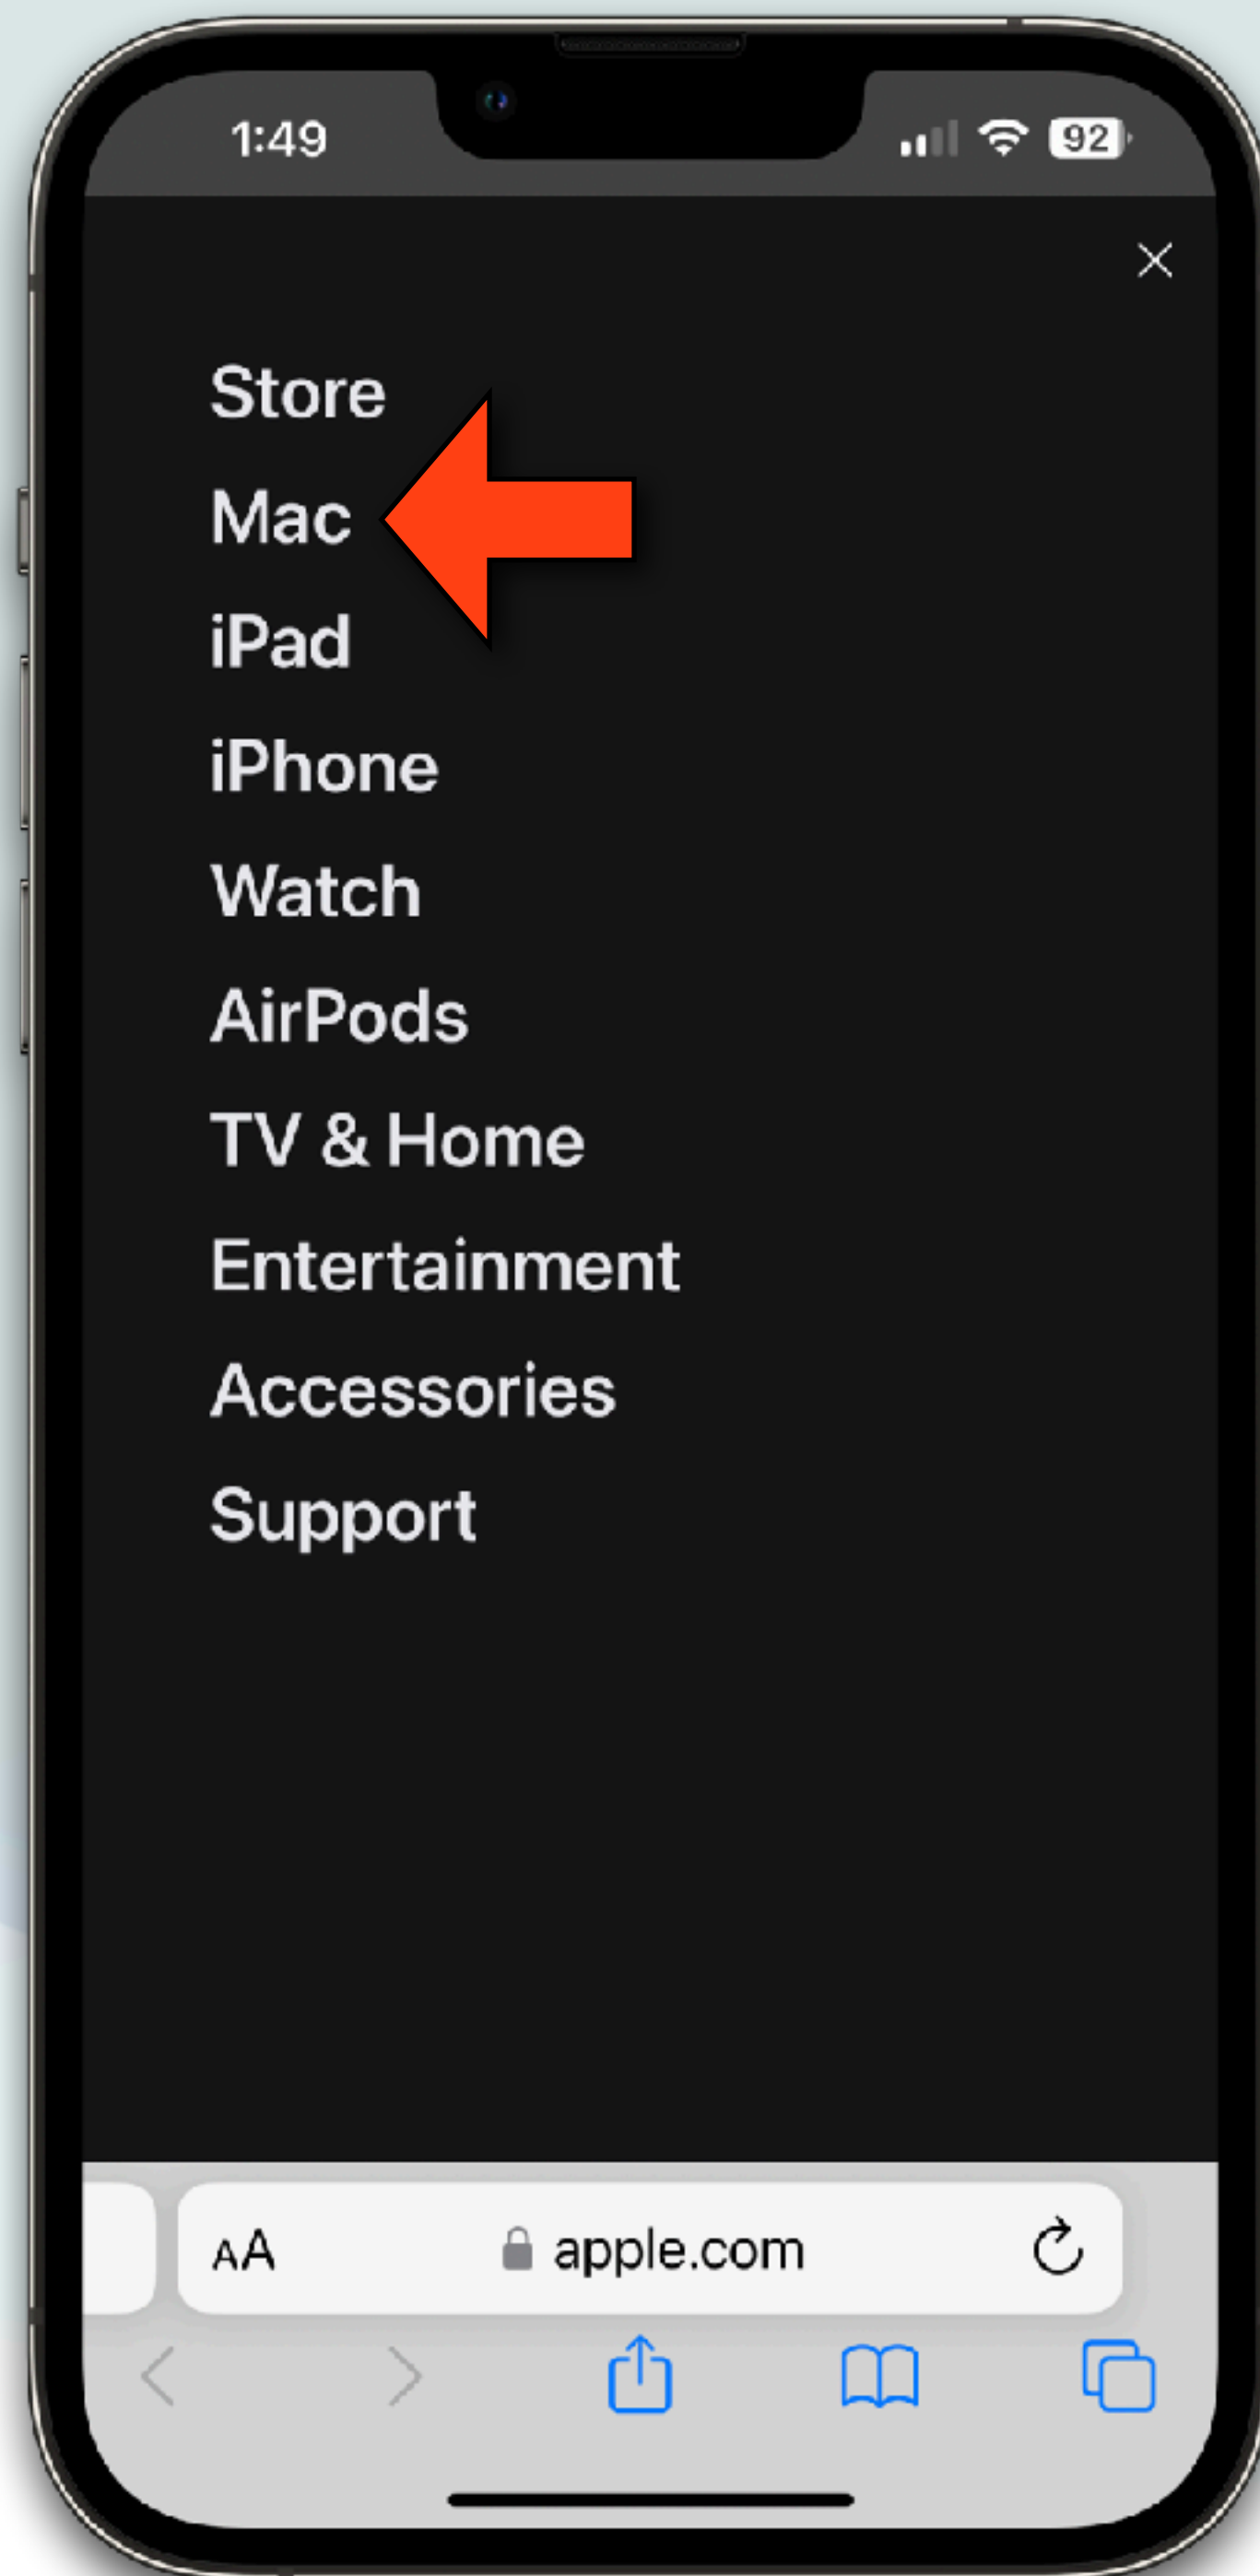 1:49 92
Store
Mac
iPad
iPhone
Watch
AirPods
TV & Home
Entertainment
Accessories
Support
AA apple.com